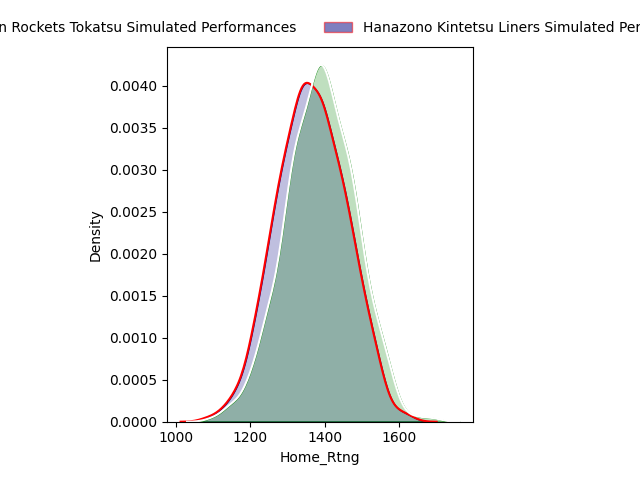 n Rockets Tokatsu Simulated Performances
Hanazono Kintetsu Liners Simulated Per
0.0040
0.0035
0.0030
0.0025
0.0020
0.0015
0.0010
0.0005
0.0000
Density
1000 1200 1400 1600
Home_Rtng